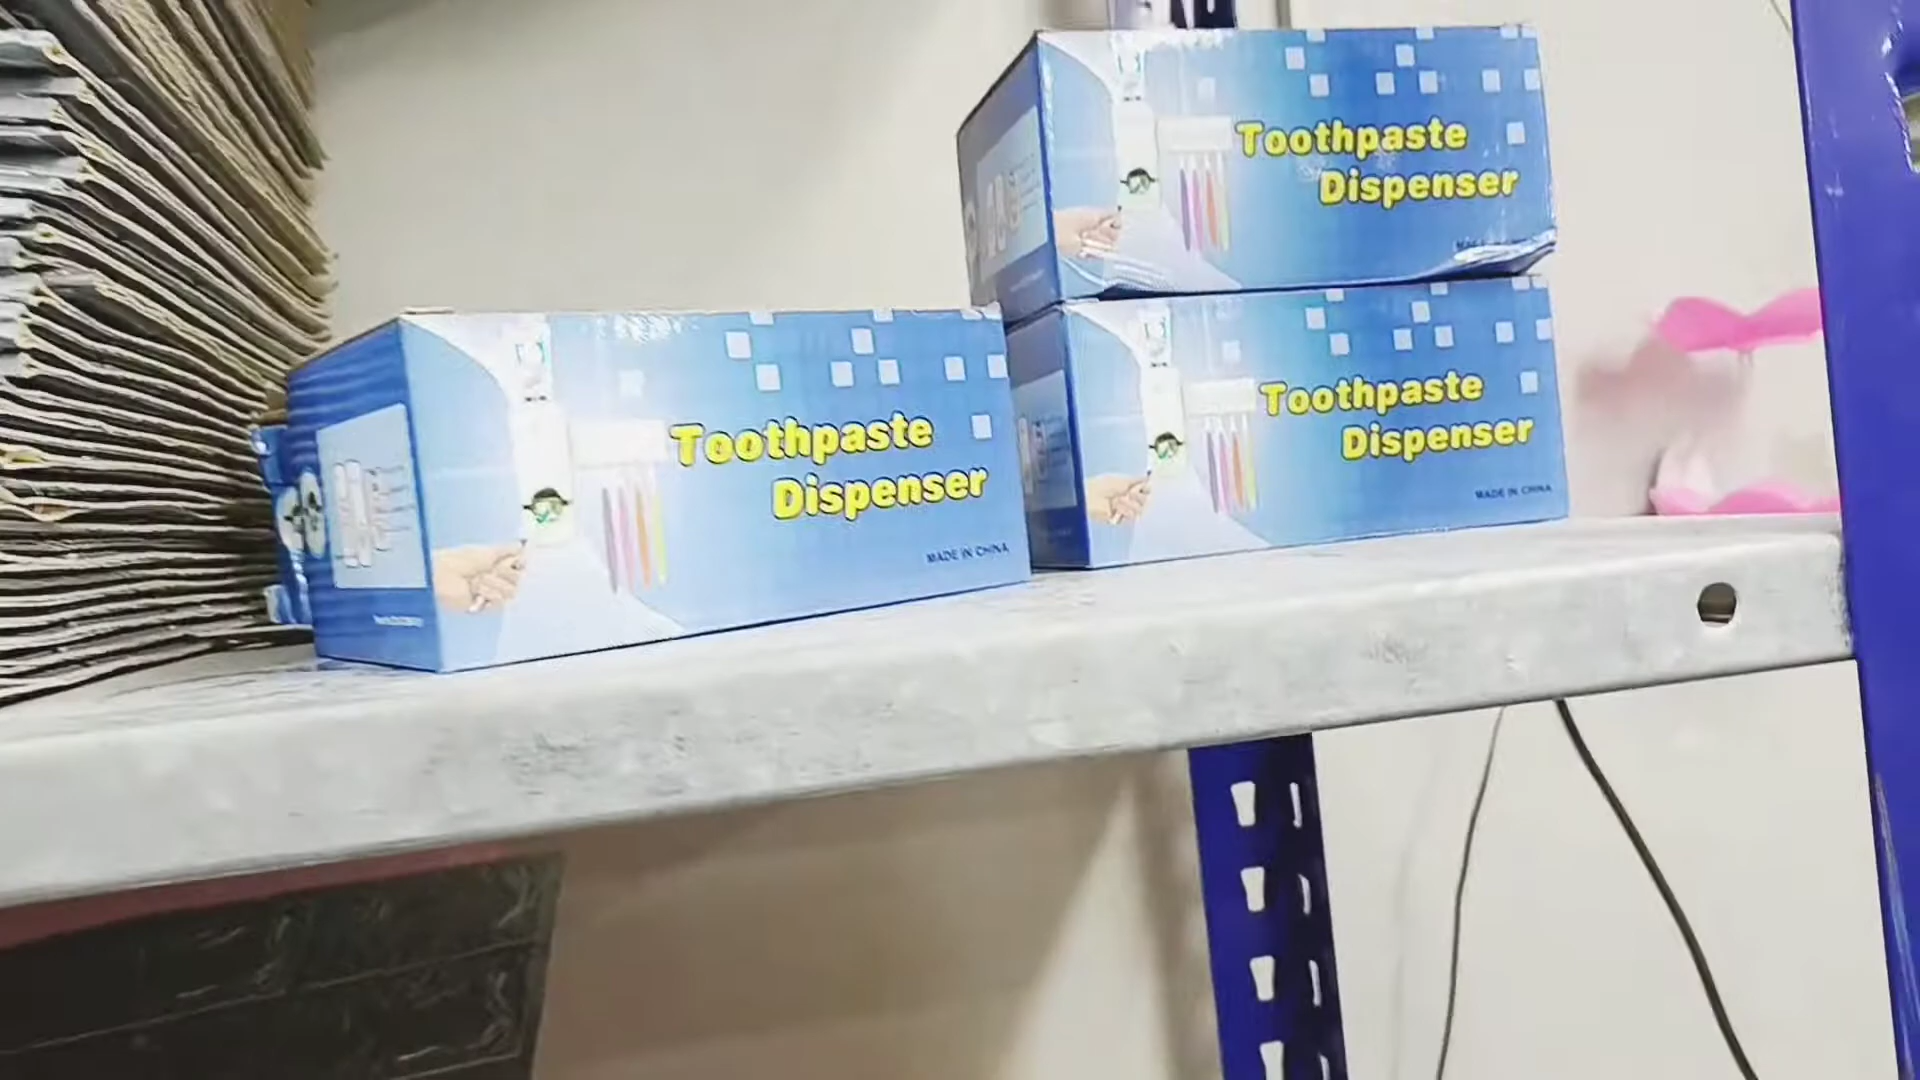 Toothpaste
Dispenser
MADE IN CHINA
Toothpaste
Dispenser
Toothpaste
Dispenser
MADE IN CHINA